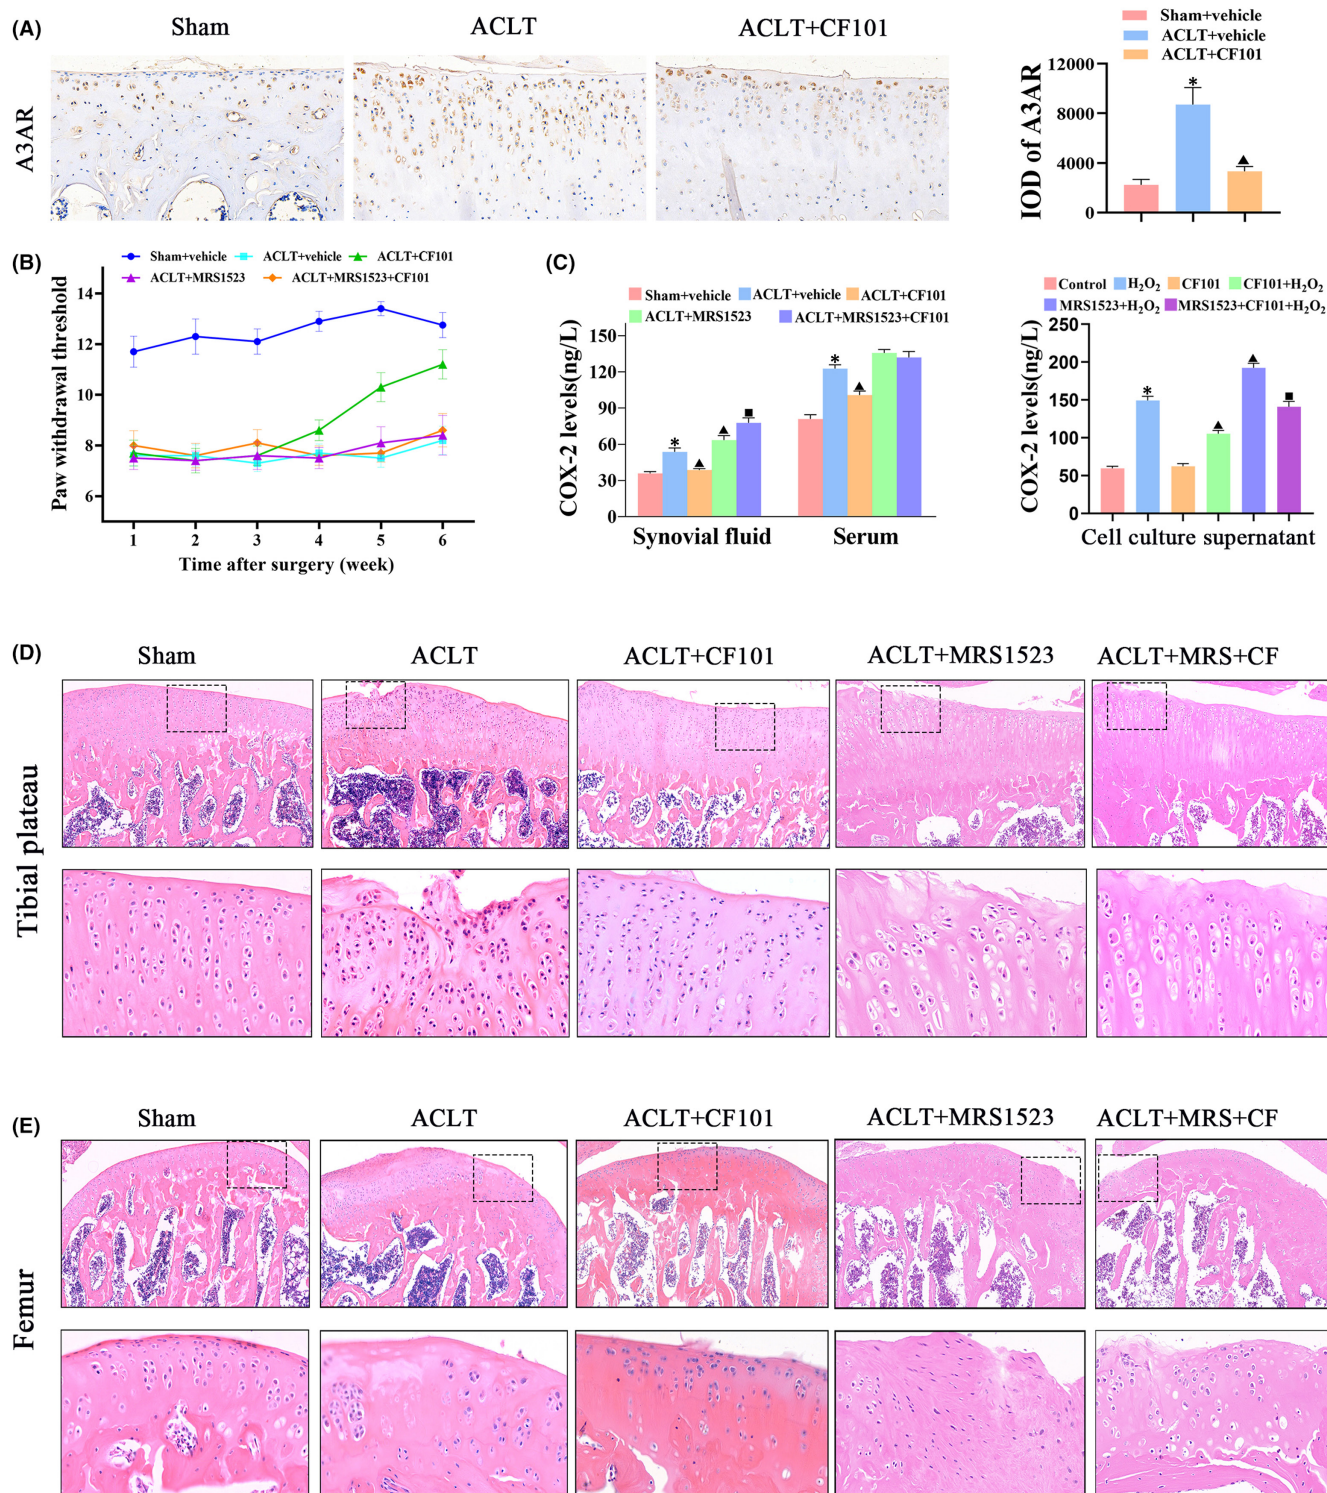 (A)
Sham
ACLT
ACLT+CF101
A3AR
Sham+vehicle
ACLT+vehicle
ACLT+CF101
IOD of A3AR
12000
8000
4000
0
*
▲
(B)
Sham+vehicle
ACLT+vehicle
ACLT+CF101
ACLT+MRS1523
ACLT+MRS1523+CF101
Paw withdrawal threshold
14
12
10
8
6
1 2 3 4 5 6
Time after surgery (week)
(C)
Sham+vehicle
ACLT+vehicle
ACLT+CF101
ACLT+MRS1523
ACLT+MRS1523+CF101
COX-2 levels(ng/L)
150
120
90
60
30
0
* ▲ ▲ ■
* ▲
Synovial fluid
Serum
Control
H₂O₂
CF101
CF101+H₂O₂
MRS1523+H₂O₂
MRS1523+CF101+H₂O₂
COX-2 levels(ng/L)
250
200
150
100
50
0
* ▲ ▲ ■
Cell culture supernatant
(D)
Sham
ACLT
ACLT+CF101
ACLT+MRS1523
ACLT+MRS+CF
Tibial plateau
(E)
Sham
ACLT
ACLT+CF101
ACLT+MRS1523
ACLT+MRS+CF
Femur